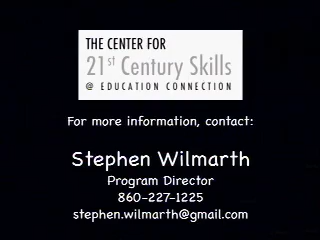 THE CENTER FOR
21st Century Skills
@ EDUCATION CONNECTION
For more information, contact:
Stephen Wilmarth
Program Director
860-227-1225
stephen.wilmarth@gmail.com